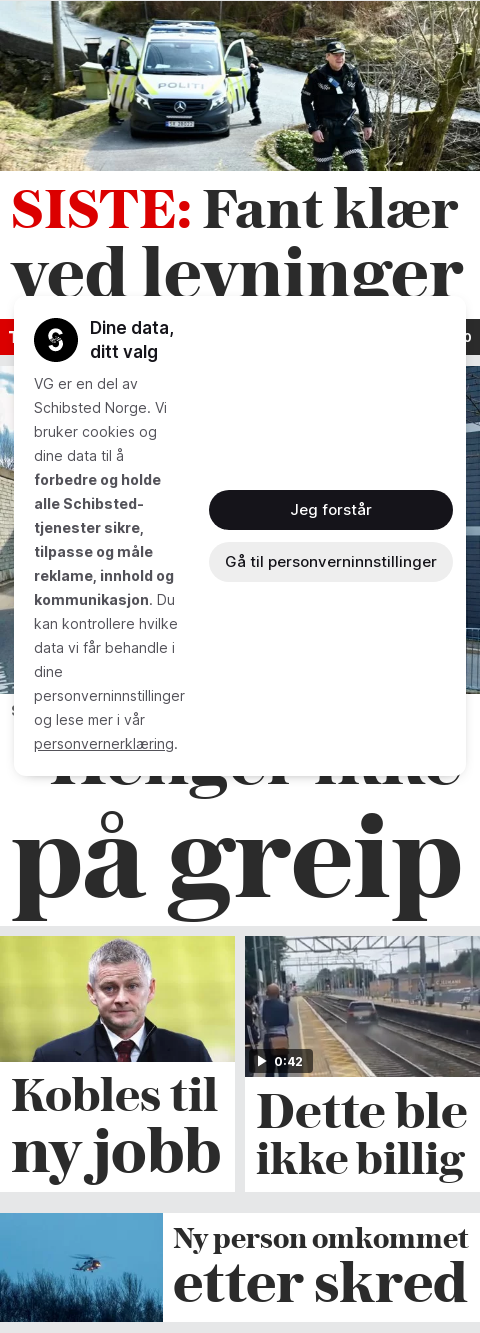 POLITI
SISTE: Fant klær
ved levninger
Dine data,
ditt valg
VG er en del av
Schibsted Norge. Vi
bruker cookies og
dine data til å
forbedre og holde
alle Schibsted-
tjenester sikre,
tilpasse og måle
reklame, innhold og
kommunikasjon. Du
kan kontrollere hvilke
data vi får behandle i
dine
personverninnstillinger
og lese mer i vår
personvernerklæring.
Jeg forstår
Gå til personverninnstillinger
ikke
på greip
0:42
Kobles til
ny jobb
Dette ble
ikke billig
Ny person omkommet
etter skred